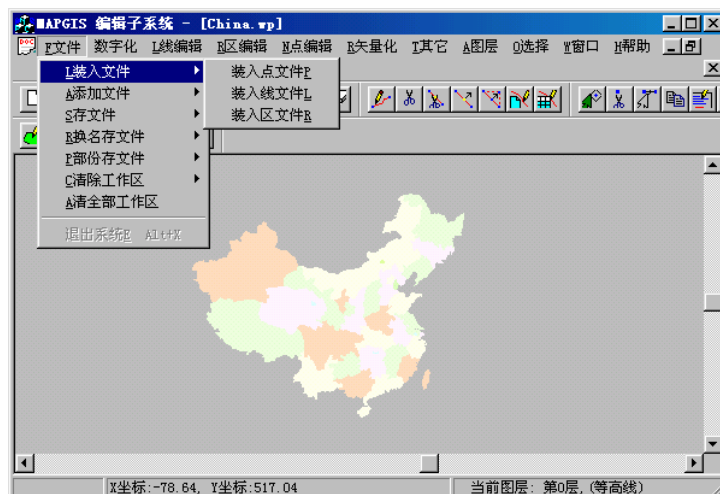 MAPGIS 编辑子系统 - [China.wp]
F文件 数字化 L线编辑 R区编辑 N点编辑 R矢量化 T其它 A图层 O选择 W窗口 H帮助
L装入文件
A添加文件
S存文件
R换名存文件
P部份存文件
C清除工作区
A清全部工作区
退出系统E Alt+X
装入点文件P
装入线文件L
装入区文件R
X坐标:-78.64, Y坐标:517.04
当前图层: 第0层,(等高线)